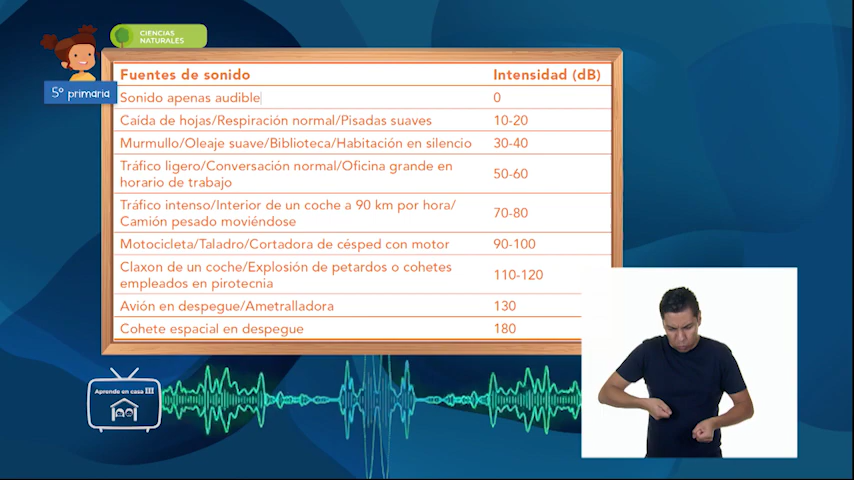 CIENCIAS
NATURALES
5° primaria
Fuentes de sonido Intensidad (dB)
Sonido apenas audible 0
Caída de hojas/Respiración normal/Pisadas suaves 10-20
Murmullo/Oleaje suave/Biblioteca/Habitación en silencio 30-40
Tráfico ligero/Conversación normal/Oficina grande en
horario de trabajo 50-60
Tráfico intenso/Interior de un coche a 90 km por hora/
Camión pesado moviéndose 70-80
Motocicleta/Taladro/Cortadora de césped con motor 90-100
Claxon de un coche/Explosión de petardos o cohetes
empleados en pirotecnia 110-120
Avión en despegue/Ametralladora 130
Cohete espacial en despegue 180
Aprende en casa III